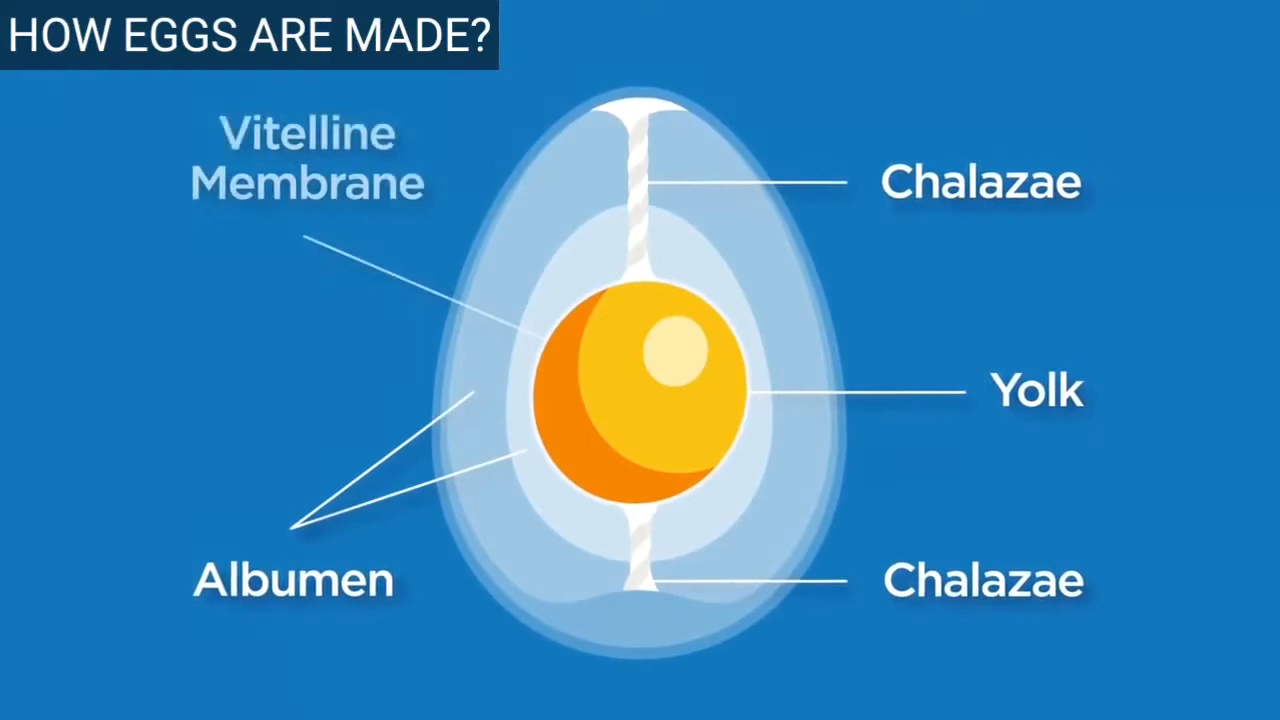 HOW EGGS ARE MADE?
Vitelline
Membrane
Chalazae
Yolk
Albumen
Chalazae